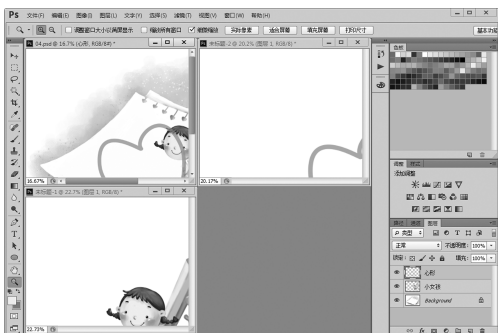 Ps 文件(F) 编辑(E) 图像(I) 图层(L) 文字(Y) 选择(S) 滤镜(T) 视图(V) 窗口(W) 帮助(H)
调整窗口大小以满屏显示 缩放所有窗口 细微缩放 实际像素 适合屏幕 填充屏幕 打印尺寸 基本功能
04.psd @ 16.7% (心形, RGB/8#) *
未标题-2 @ 20.2% (图层 1, RGB/8) *
色板
16.67%
20.17%
未标题-1 @ 22.7% (图层 1, RGB/8) *
调整 样式
添加调整
路径 通道 图层
类型
正常 不透明度: 100%
锁定: 填充: 100%
心形
小女孩
Background
22.73%